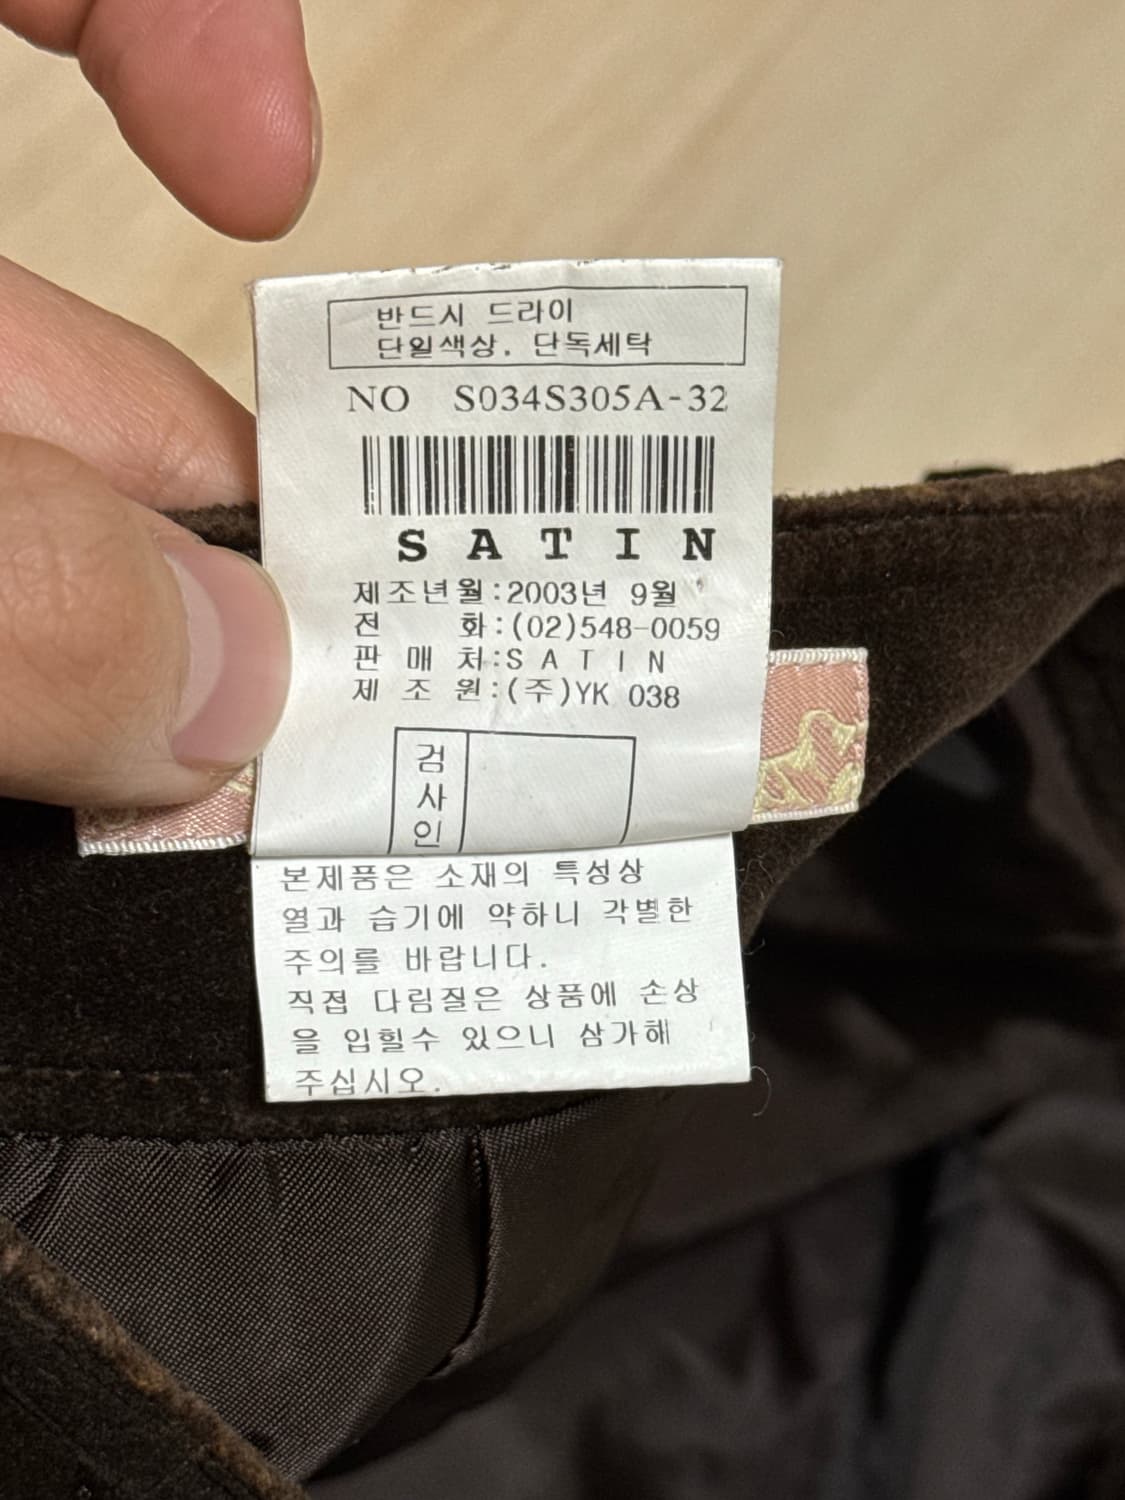 반드시 드라이
단일색상. 단독세탁
NO S034S305A-32
SATIN
제조년월:2003년 9월
전 화:(02)548-0059
판 매 처:S A T I N
제 조 원:(주)YK 038
검
사
인
본제품은 소재의 특성상
열과 습기에 약하니 각별한
주의를 바랍니다.
직접 다림질은 상품에 손상
을 입힐수 있으니 삼가해
주십시오.